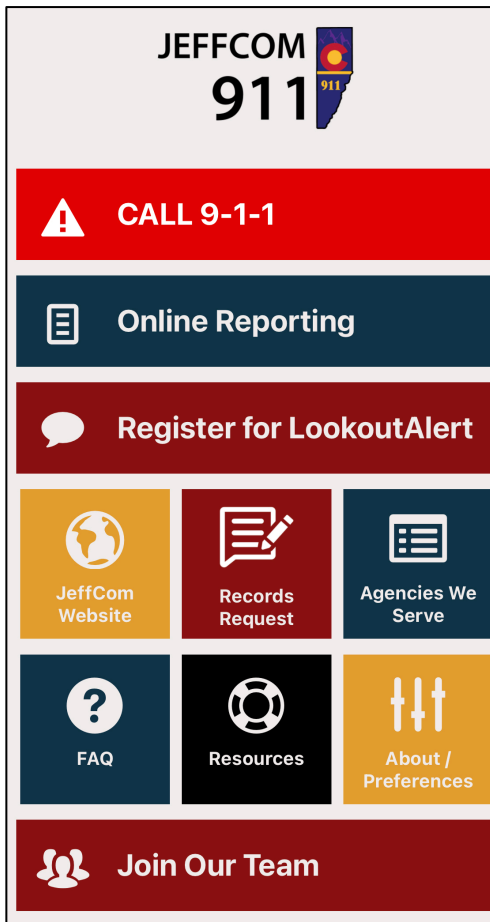 JEFFCOM
911
911
CALL 9-1-1
Online Reporting
Register for LookoutAlert
JeffCom
Website
Records
Request
Agencies We
Serve
FAQ
Resources
About /
Preferences
Join Our Team